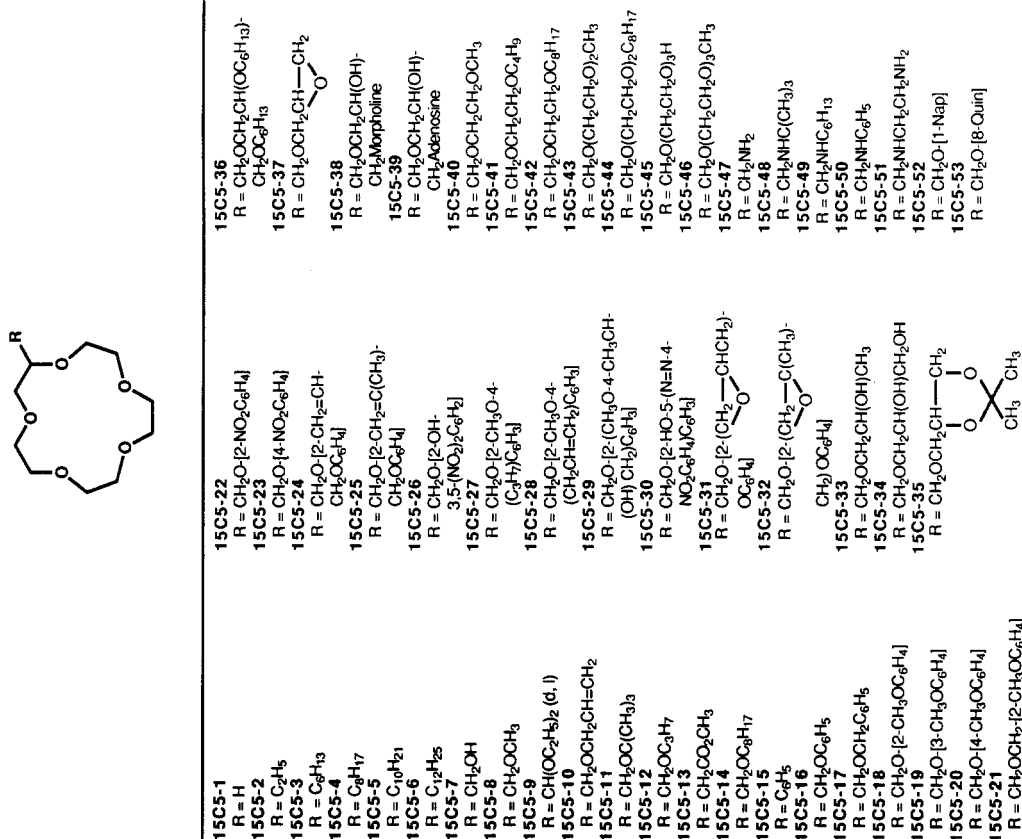 R
O
O
O
O
O
15C5-1
R = H
15C5-2
R = C2H5
15C5-3
R = C6H13
15C5-4
R = C8H17
15C5-5
R = C10H21
15C5-6
R = C12H25
15C5-7
R = CH2OH
15C5-8
R = CH2OCH3
15C5-9
R = CH(OC2H5)2 (d, l)
15C5-10
R = CH2OCH2CH=CH2
15C5-11
R = CH2OC(CH3)3
15C5-12
R = CH2OC3H7
15C5-13
R = CH2CO2CH3
15C5-14
R = CH2OC8H17
15C5-15
R = C6H5
15C5-16
R = CH2OC6H5
15C5-17
R = CH2OCH2C6H5
15C5-18
R = CH2O-[2-CH3OC6H4]
15C5-19
R = CH2O-[3-CH3OC6H4]
15C5-20
R = CH2O-[4-CH3OC6H4]
15C5-21
R = CH2OCH2-[2-CH3OC6H4]
15C5-22
R = CH2O-[2-NO2C6H4]
15C5-23
R = CH2O-[4-NO2C6H4]
15C5-24
R = CH2O-[2-CH2=CH-
CH2OC6H4]
15C5-25
R = CH2O-[2-CH2=C(CH3)-
CH2OC6H4]
15C5-26
R = CH2O-[2-OH-
3,5-(NO2)2C6H2]
15C5-27
R = CH2O-[2-CH3O-4-
(C3H7)C6H3]
15C5-28
R = CH2O-[2-CH3O-4-
(CH2CH=CH2)C6H3]
15C5-29
R = CH2O-[2-(CH3O-4-CH3CH-
(OH) CH2)C6H3]
15C5-30
R = CH2O-[2-HO-5-(N=N-4-
NO2C6H4)C6H3]
15C5-31
R = CH2O-[2-(CH2—CHCH2)-
O
OC6H4]
15C5-32
R = CH2O-[2-(CH2—C(CH3)-
O
CH2) OC6H4]
15C5-33
R = CH2OCH2CH(OH)CH3
15C5-34
R = CH2OCH2CH(OH)CH2OH
15C5-35
R = CH2OCH2CH—CH2
O O
CH3 CH3
15C5-36
R = CH2OCH2CH(OC6H13)-
CH2OC6H13
15C5-37
R = CH2OCH2CH—CH2
O
15C5-38
R = CH2OCH2CH(OH)-
CH2Morpholine
15C5-39
R = CH2OCH2CH(OH)-
CH2Adenosine
15C5-40
R = CH2OCH2CH2OCH3
15C5-41
R = CH2OCH2CH2OC4H9
15C5-42
R = CH2OCH2CH2OC8H17
15C5-43
R = CH2O(CH2CH2O)2CH3
15C5-44
R = CH2O(CH2CH2O)2C8H17
15C5-45
R = CH2O(CH2CH2O)3H
15C5-46
R = CH2O(CH2CH2O)3CH3
15C5-47
R = CH2NH2
15C5-48
R = CH2NHC(CH3)3
15C5-49
R = CH2NHC6H13
15C5-50
R = CH2NHC6H5
15C5-51
R = CH2NHCH2CH2NH2
15C5-52
R = CH2O-[1-Nap]
15C5-53
R = CH2O-[8-Quin]